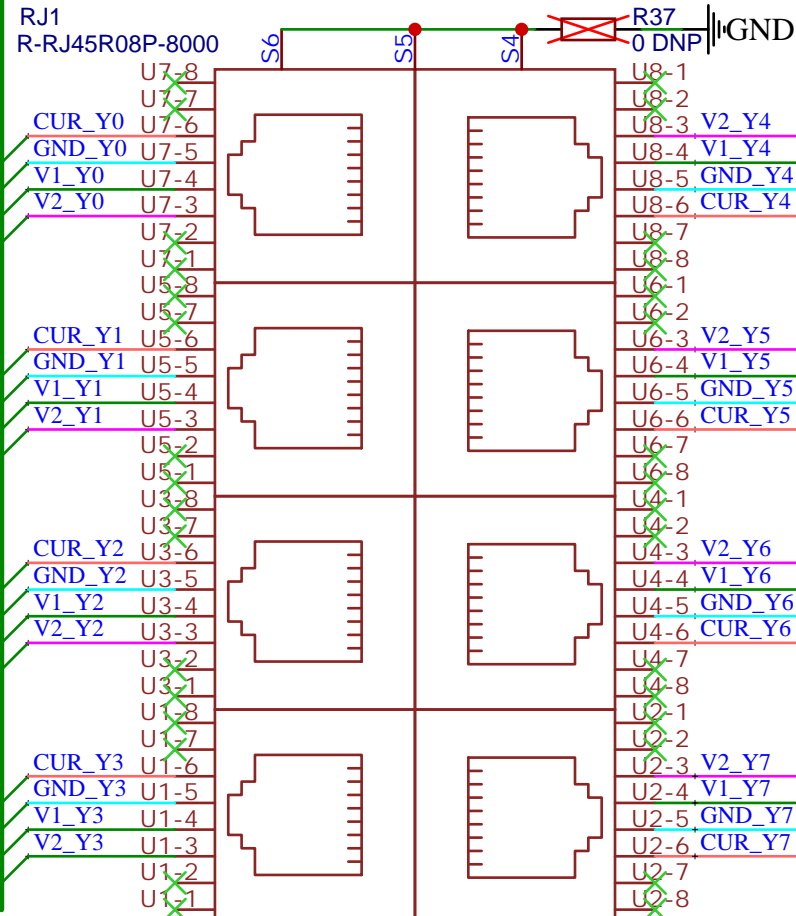 RJ1
R-RJ45R08P-8000
S6
S5
S4
R37
0 DNP
GND
U7-8
U7-7
CUR_Y0 U7-6
GND_Y0 U7-5
V1_Y0 U7-4
V2_Y0 U7-3
U7-2
U7-1
U5-8
U5-7
CUR_Y1 U5-6
GND_Y1 U5-5
V1_Y1 U5-4
V2_Y1 U5-3
U5-2
U5-1
U3-8
U3-7
CUR_Y2 U3-6
GND_Y2 U3-5
V1_Y2 U3-4
V2_Y2 U3-3
U3-2
U3-1
U1-8
U1-7
CUR_Y3 U1-6
GND_Y3 U1-5
V1_Y3 U1-4
V2_Y3 U1-3
U1-2
U1-1
U8-1
U8-2
U8-3 V2_Y4
U8-4 V1_Y4
U8-5 GND_Y4
U8-6 CUR_Y4
U8-7
U8-8
U6-1
U6-2
U6-3 V2_Y5
U6-4 V1_Y5
U6-5 GND_Y5
U6-6 CUR_Y5
U6-7
U6-8
U4-1
U4-2
U4-3 V2_Y6
U4-4 V1_Y6
U4-5 GND_Y6
U4-6 CUR_Y6
U4-7
U4-8
U2-1
U2-2
U2-3 V2_Y7
U2-4 V1_Y7
U2-5 GND_Y7
U2-6 CUR_Y7
U2-7
U2-8